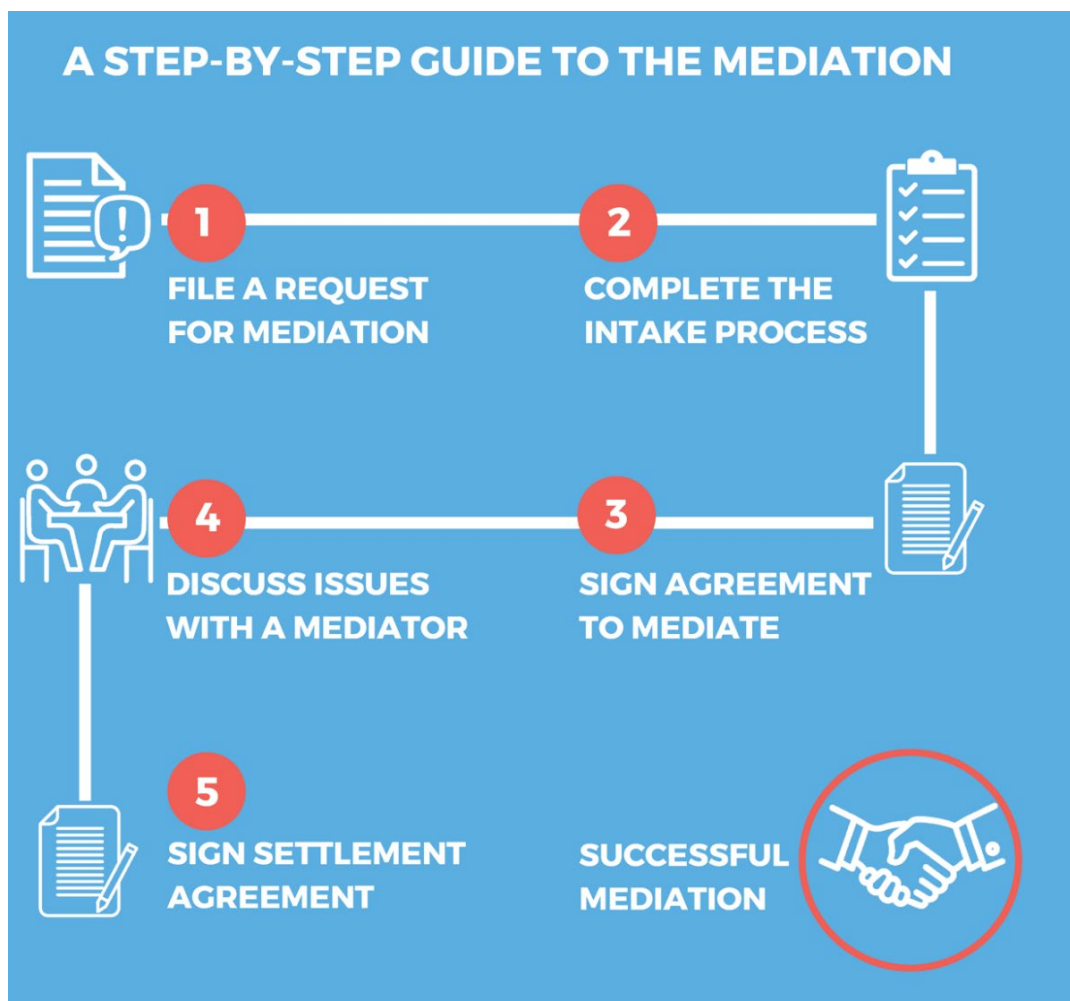 A STEP-BY-STEP GUIDE TO THE MEDIATION
1
FILE A REQUEST
FOR MEDIATION
2
COMPLETE THE
INTAKE PROCESS
3
SIGN AGREEMENT
TO MEDIATE
4
DISCUSS ISSUES
WITH A MEDIATOR
5
SIGN SETTLEMENT
AGREEMENT
SUCCESSFUL
MEDIATION